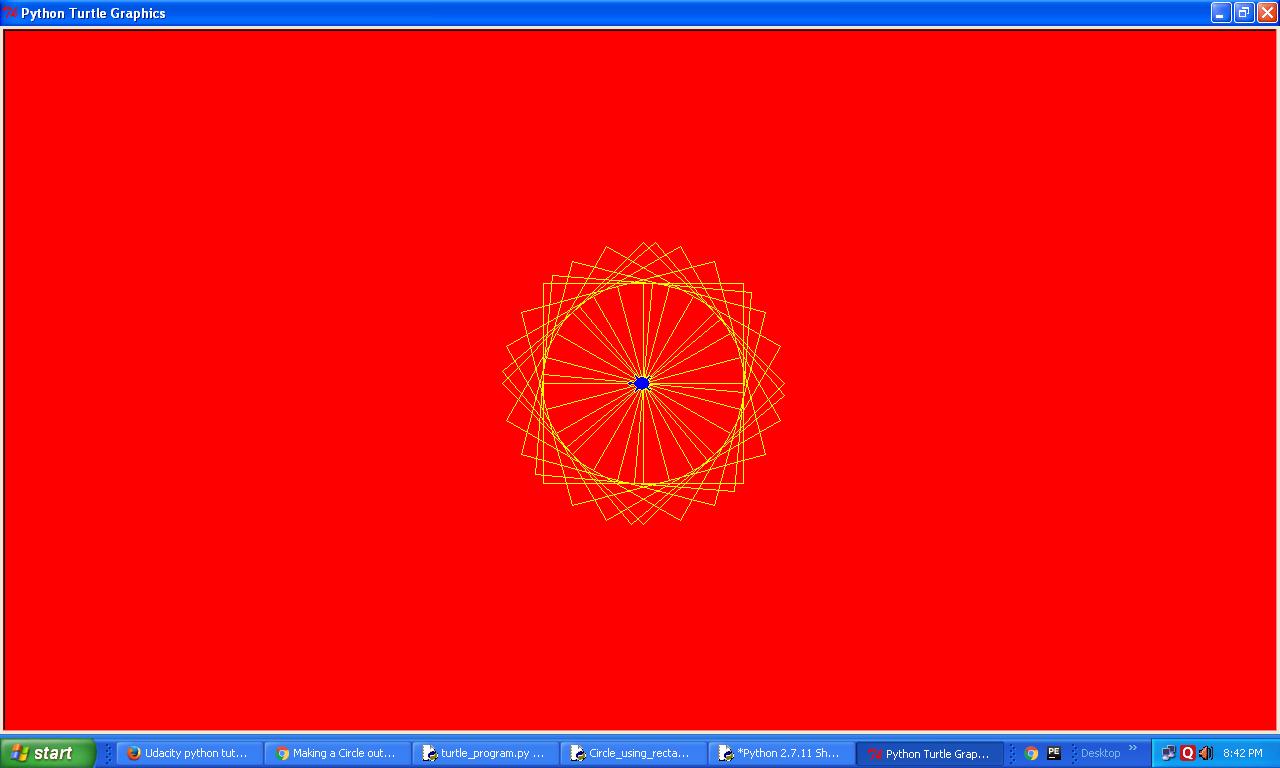 Python Turtle Graphics
start
Udacity python tut...
Making a Circle out...
turtle_program.py ...
Circle_using_recta...
*Python 2.7.11 Sh...
Python Turtle Grap...
PE
Desktop
Q
8:42 PM